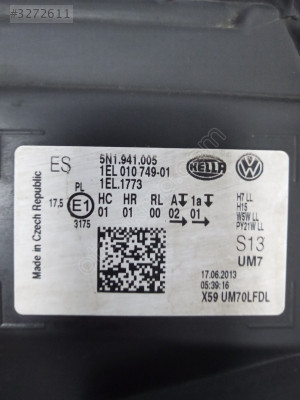 #3272611
ES
5N1.941.005
1EL 010 749-01
1EL.1773
HELLA
Made in Czech Republic
PL
17.5
E1
3175
HC HR RL A 1a
01 01 00 02 01
H7 LL
H15
W5W LL
PY21W LL
S13
UM7
17.06.2013
05:39:16
X59 UM70LFDL